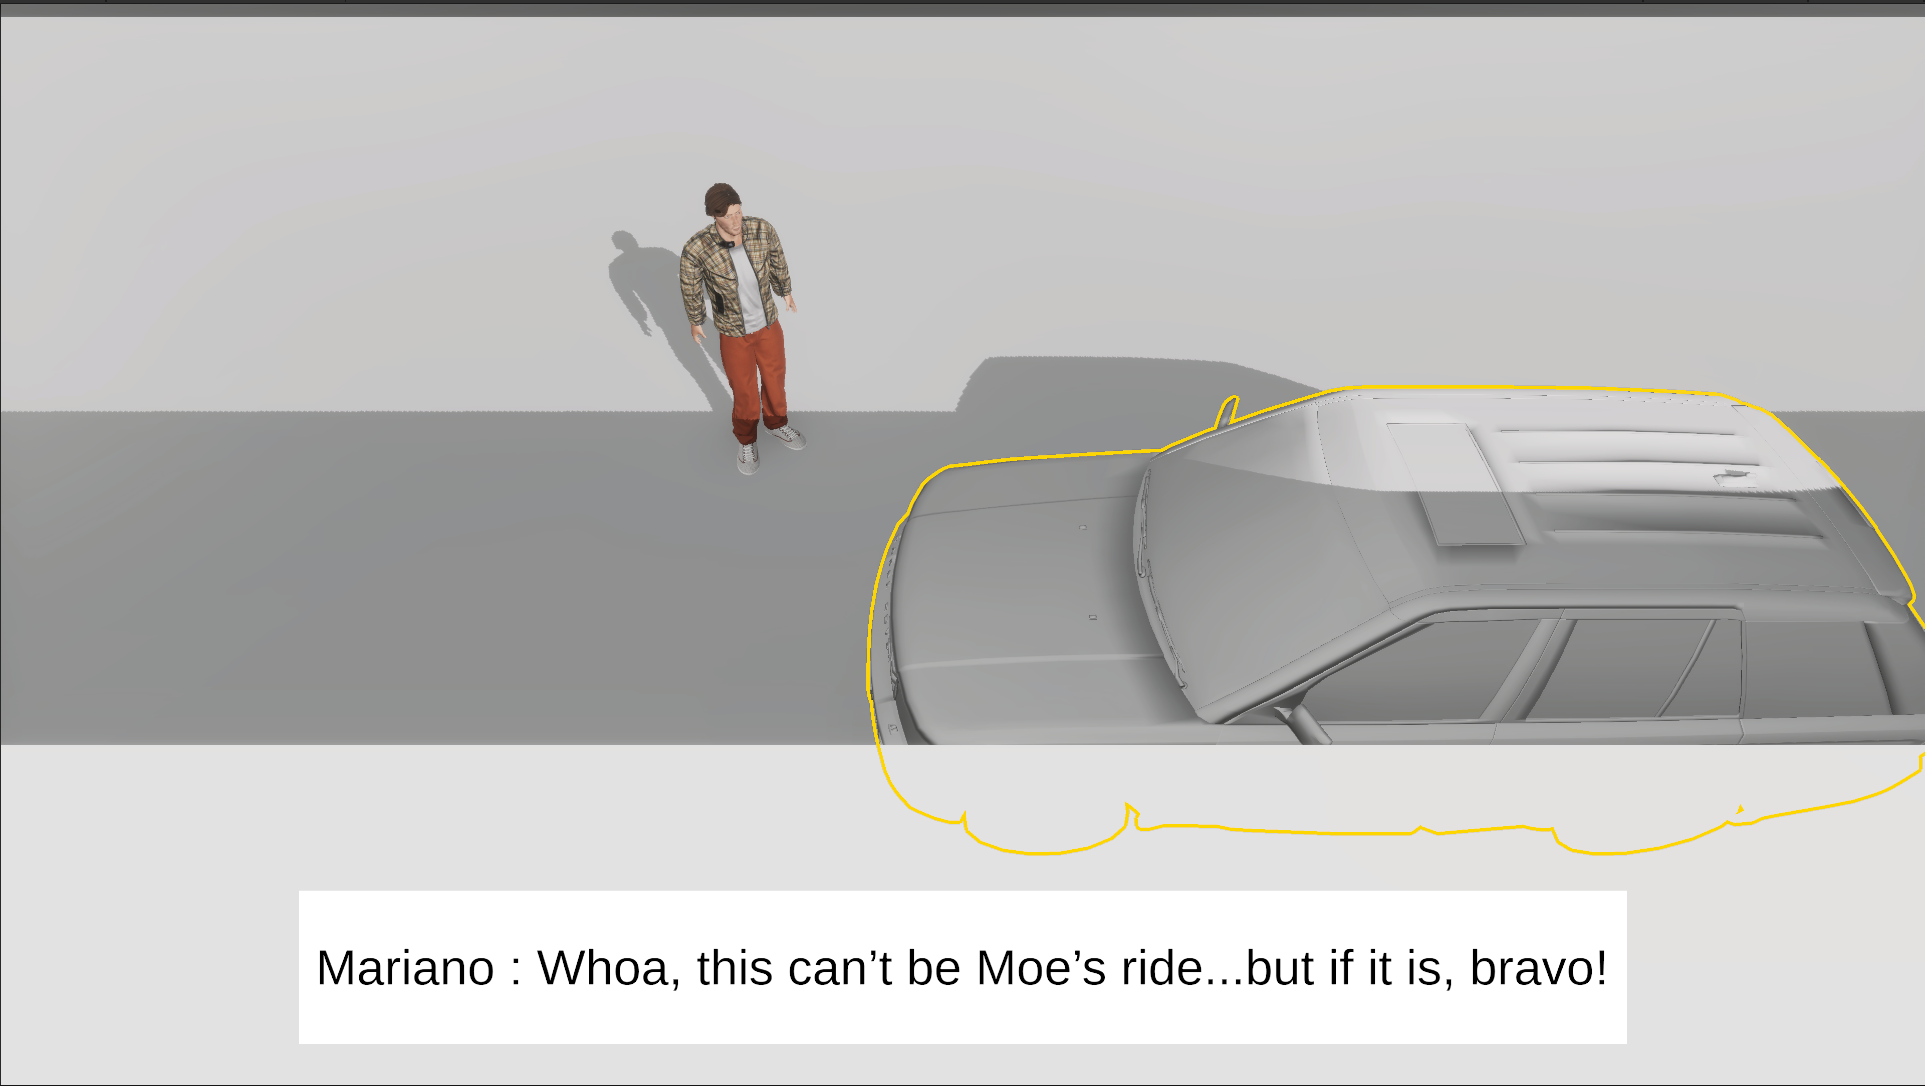 Mariano : Whoa, this can’t be Moe’s ride...but if it is, bravo!